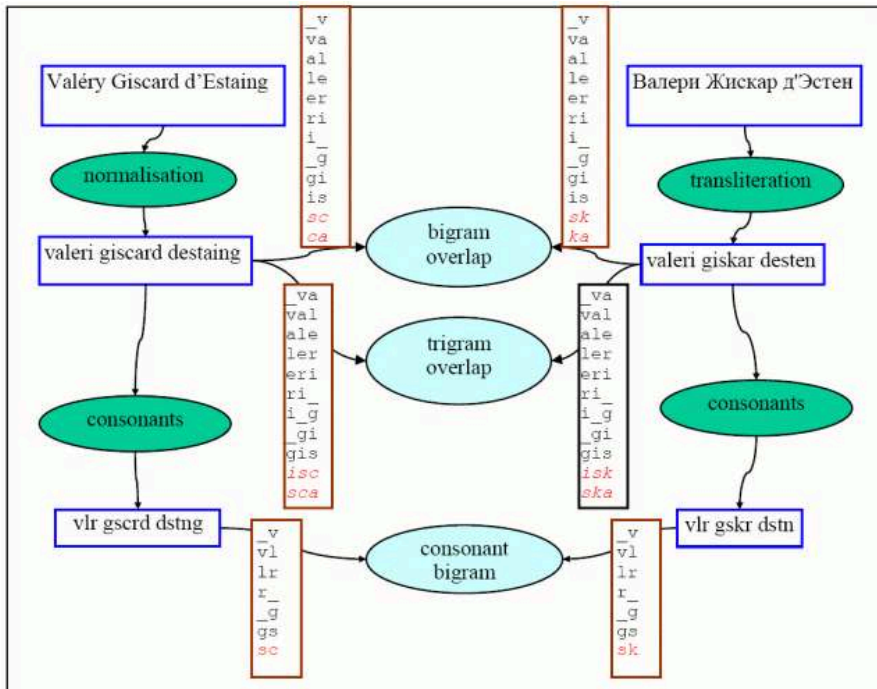 _v
va
al
le
er
ri
i_
_g
gi
is
sc
ca
_v
va
al
le
er
ri
i_
_g
gi
is
sk
ka
Valéry Giscard d’Estaing
Валери Жискар д'Эстен
normalisation
transliteration
valeri giscard destaing
bigram
overlap
valeri giskar desten
_va
val
ale
ler
eri
ri_
i_g
_gi
gis
isc
sca
trigram
overlap
_va
val
ale
ler
eri
ri_
i_g
_gi
gis
isk
ska
consonants
consonants
vlr gscrd dstng
_v
vl
lr
r_
_g
gs
sc
consonant
bigram
_v
vl
lr
r_
_g
gs
sk
vlr gskr dstn